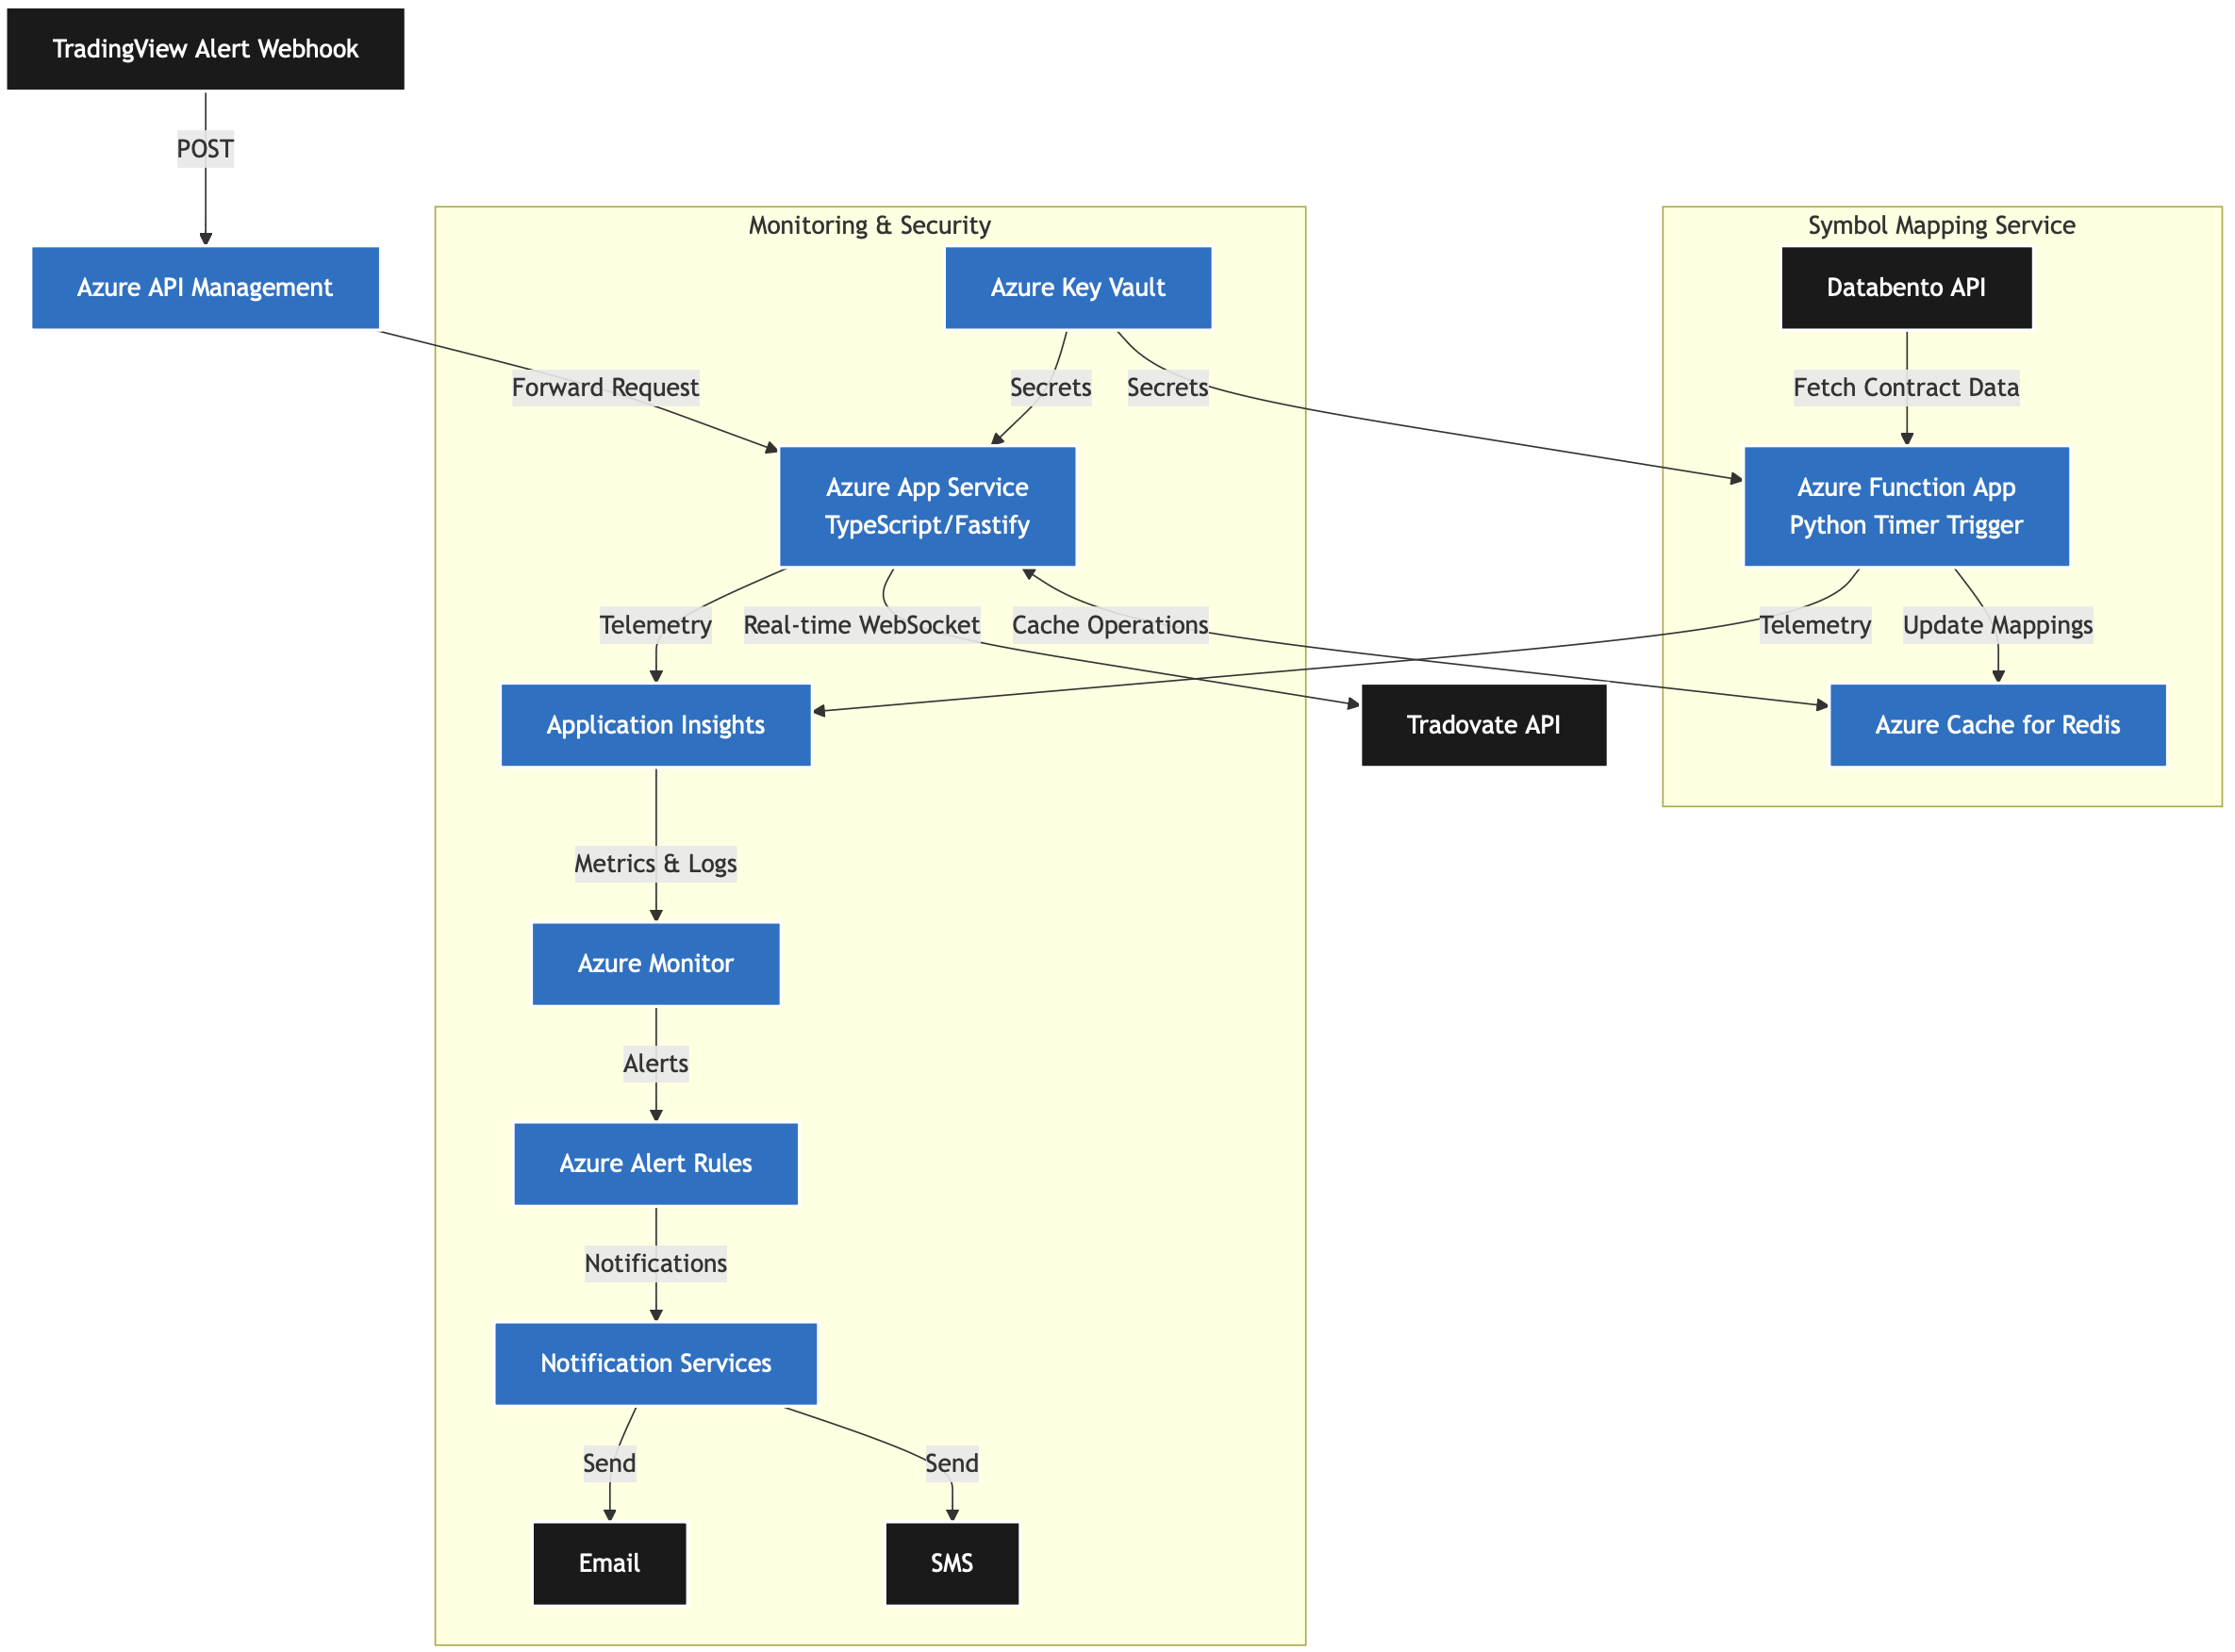 TradingView Alert Webhook
POST
Monitoring & Security
Symbol Mapping Service
Azure API Management
Azure Key Vault
Databento API
Forward Request
Secrets
Secrets
Fetch Contract Data
Azure App Service
TypeScript/Fastify
Azure Function App
Python Timer Trigger
Telemetry
Real-time WebSocket
Cache Operations
Telemetry
Update Mappings
Application Insights
Tradovate API
Azure Cache for Redis
Metrics & Logs
Azure Monitor
Alerts
Azure Alert Rules
Notifications
Notification Services
Send
Send
Email
SMS